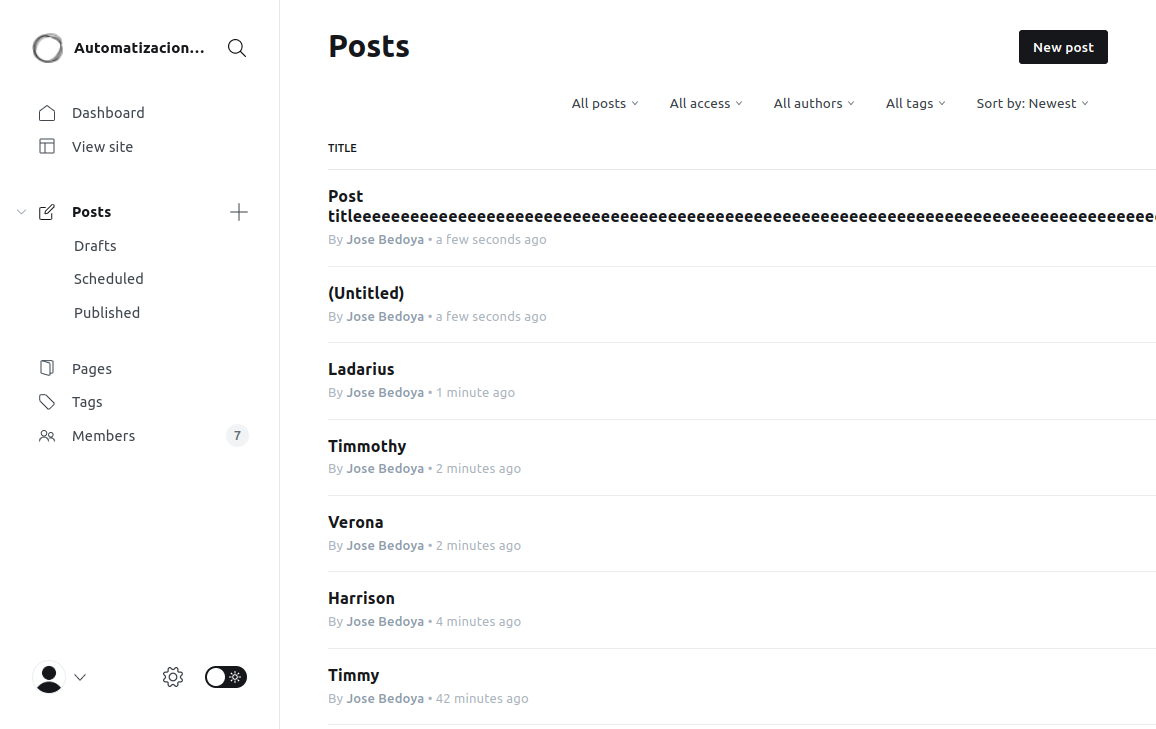 Automatizacion...
Dashboard
View site
Posts
Drafts
Scheduled
Published
Pages
Tags
Members 7
Posts
New post
All posts All access All authors All tags Sort by: Newest
TITLE
Post
titleeeeeeeeeeeeeeeeeeeeeeeeeeeeeeeeeeeeeeeeeeeeeeeeeeeeeeeeeeeeeeeeeeeeeeeeeeeeeeeeeeee
By Jose Bedoya • a few seconds ago
(Untitled)
By Jose Bedoya • a few seconds ago
Ladarius
By Jose Bedoya • 1 minute ago
Timmothy
By Jose Bedoya • 2 minutes ago
Verona
By Jose Bedoya • 2 minutes ago
Harrison
By Jose Bedoya • 4 minutes ago
Timmy
By Jose Bedoya • 42 minutes ago